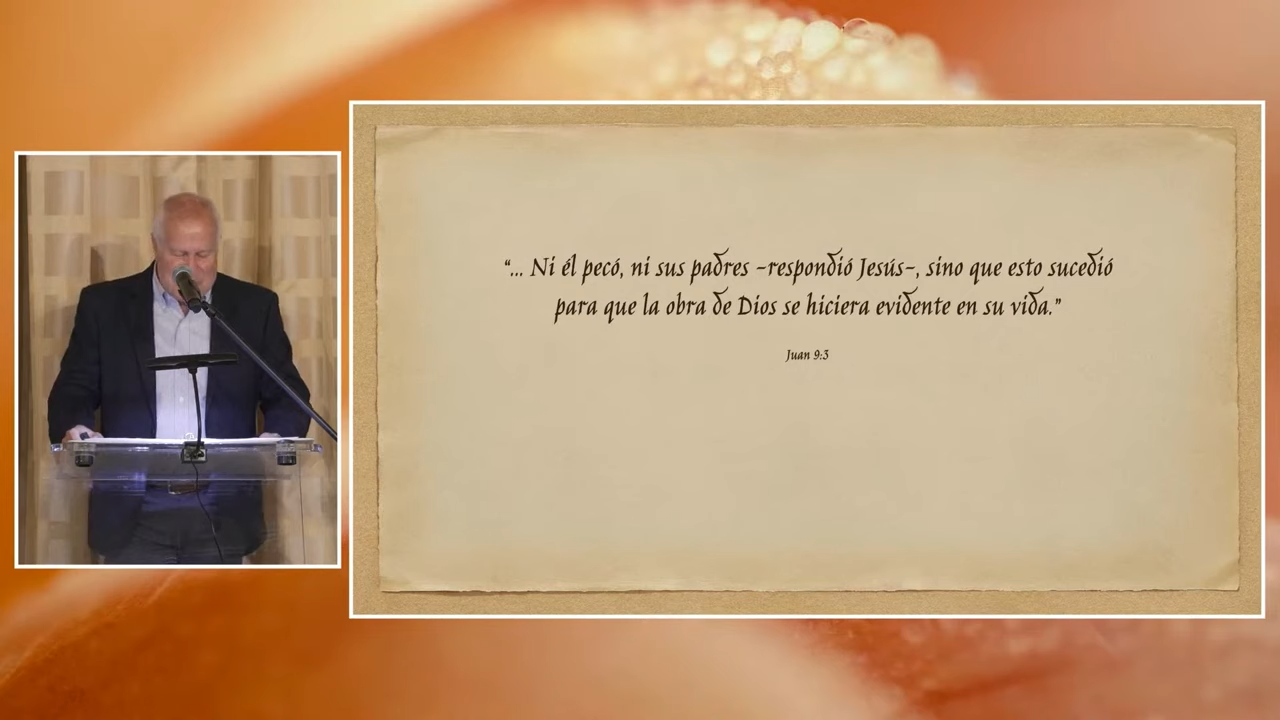 “... Ni él pecó, ni sus padres –respondió Jesús–, sino que esto sucedió
para que la obra de Dios se hiciera evidente en su vida.”
Juan 9:3